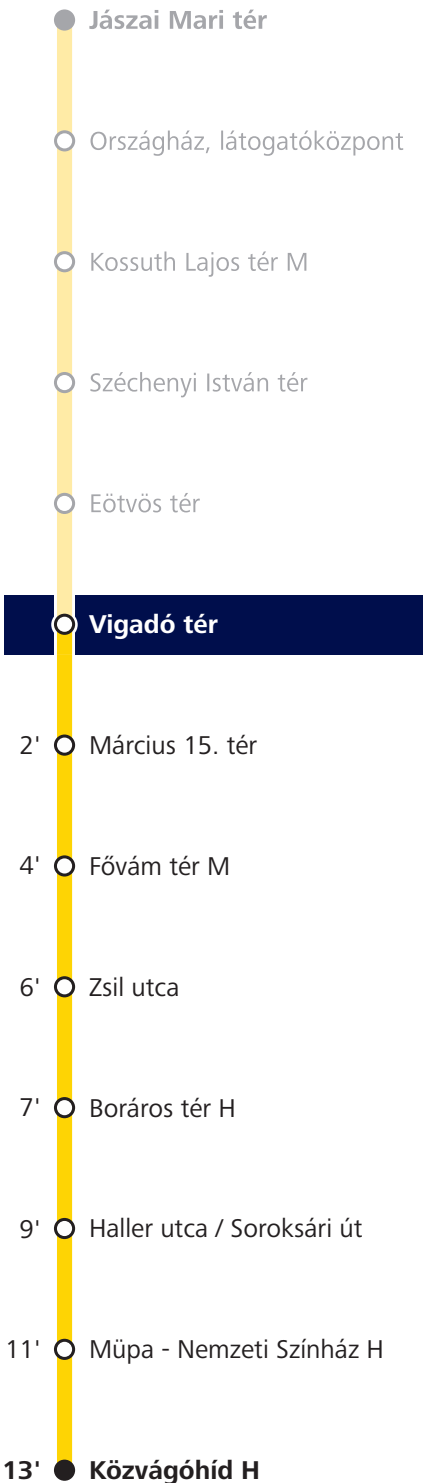 Jászai Mari tér
Országház, látogatóközpont
Kossuth Lajos tér M
Széchenyi István tér
Eötvös tér
Vigadó tér
2' Március 15. tér
4' Fővám tér M
6' Zsil utca
7' Boráros tér H
9' Haller utca / Soroksári út
11' Müpa - Nemzeti Színház H
13' Közvágóhíd H